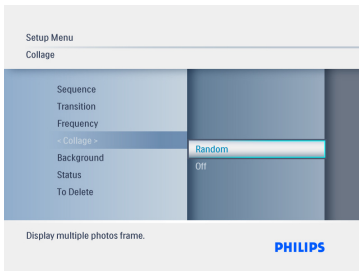 Setup Menu
Collage
Sequence
Transition
Frequency
< Collage >
Background
Status
To Delete
Random
Off
Display multiple photos frame.
PHILIPS